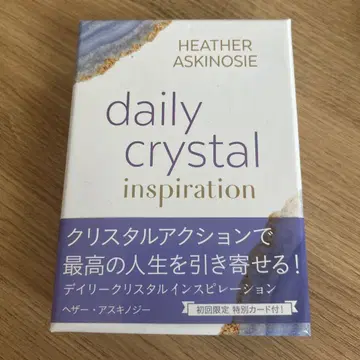 HEATHER
ASKINOSIE
daily
crystal
inspiration
クリスタルアクションで
最高の人生を引き寄せる!
デイリークリスタルインスピレーション
ヘザー・アスキノジー
初回限定 特別カード付!